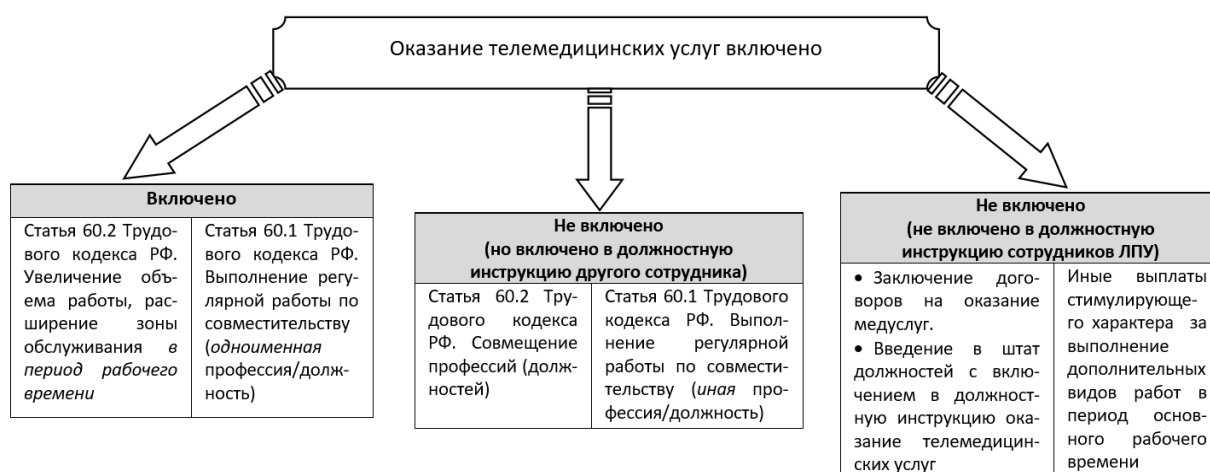 Оказание телемедицинских услуг включено
Включено
Статья 60.2 Трудо-
вого кодекса РФ.
Увеличение объ-
ема работы, рас-
ширение зоны
обслуживания в
период рабочего
времени
Статья 60.1 Трудо-
вого кодекса РФ.
Выполнение регу-
лярной работы по
совместительству
(одноименная
профессия/долж-
ность)
Не включено
(но включено в должностную
инструкцию другого сотрудника)
Статья 60.2 Тру-
дового кодекса
РФ. Совмещение
профессий (долж-
ностей)
Статья 60.1 Трудового
кодекса РФ. Выпол-
нение регулярной
работы по совмести-
тельству (иная про-
фессия/должность)
Не включено
(не включено в должностную
инструкцию сотрудников ЛПУ)
• Заключение дого-
воров на оказание
медуслуг.
• Введение в штат
должностей с вклю-
чением в должност-
ную инструкцию ока-
зание телемедицин-
ских услуг
Иные выплаты
стимулирующе-
го характера за
выполнение
дополнительных
видов работ в
период основ-
ного рабочего
времени